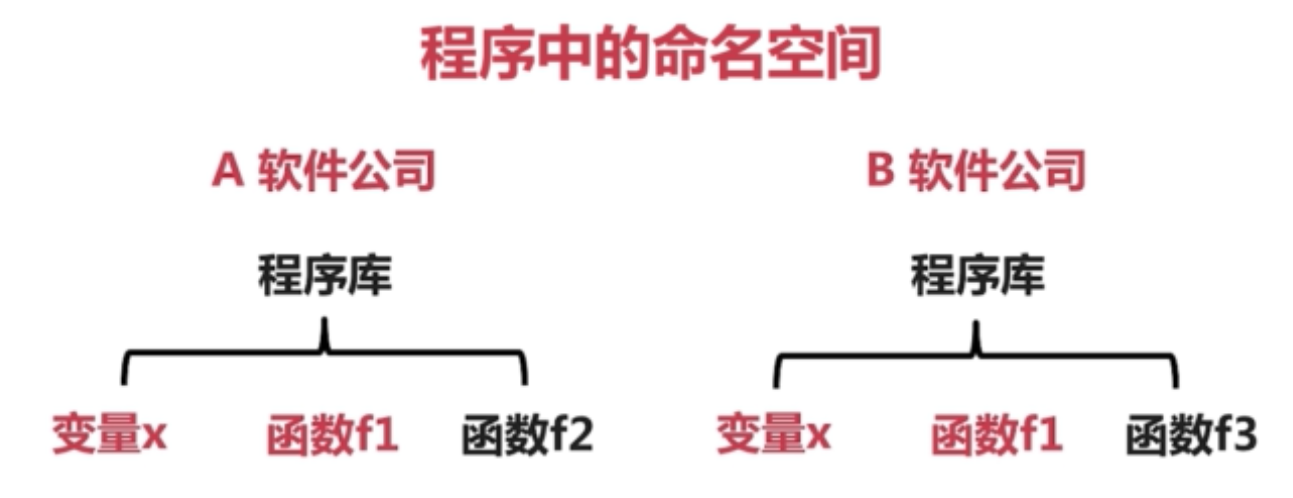 程序中的命名空间
A 软件公司
B 软件公司
程序库
程序库
变量x 函数f1 函数f2
变量x 函数f1 函数f3